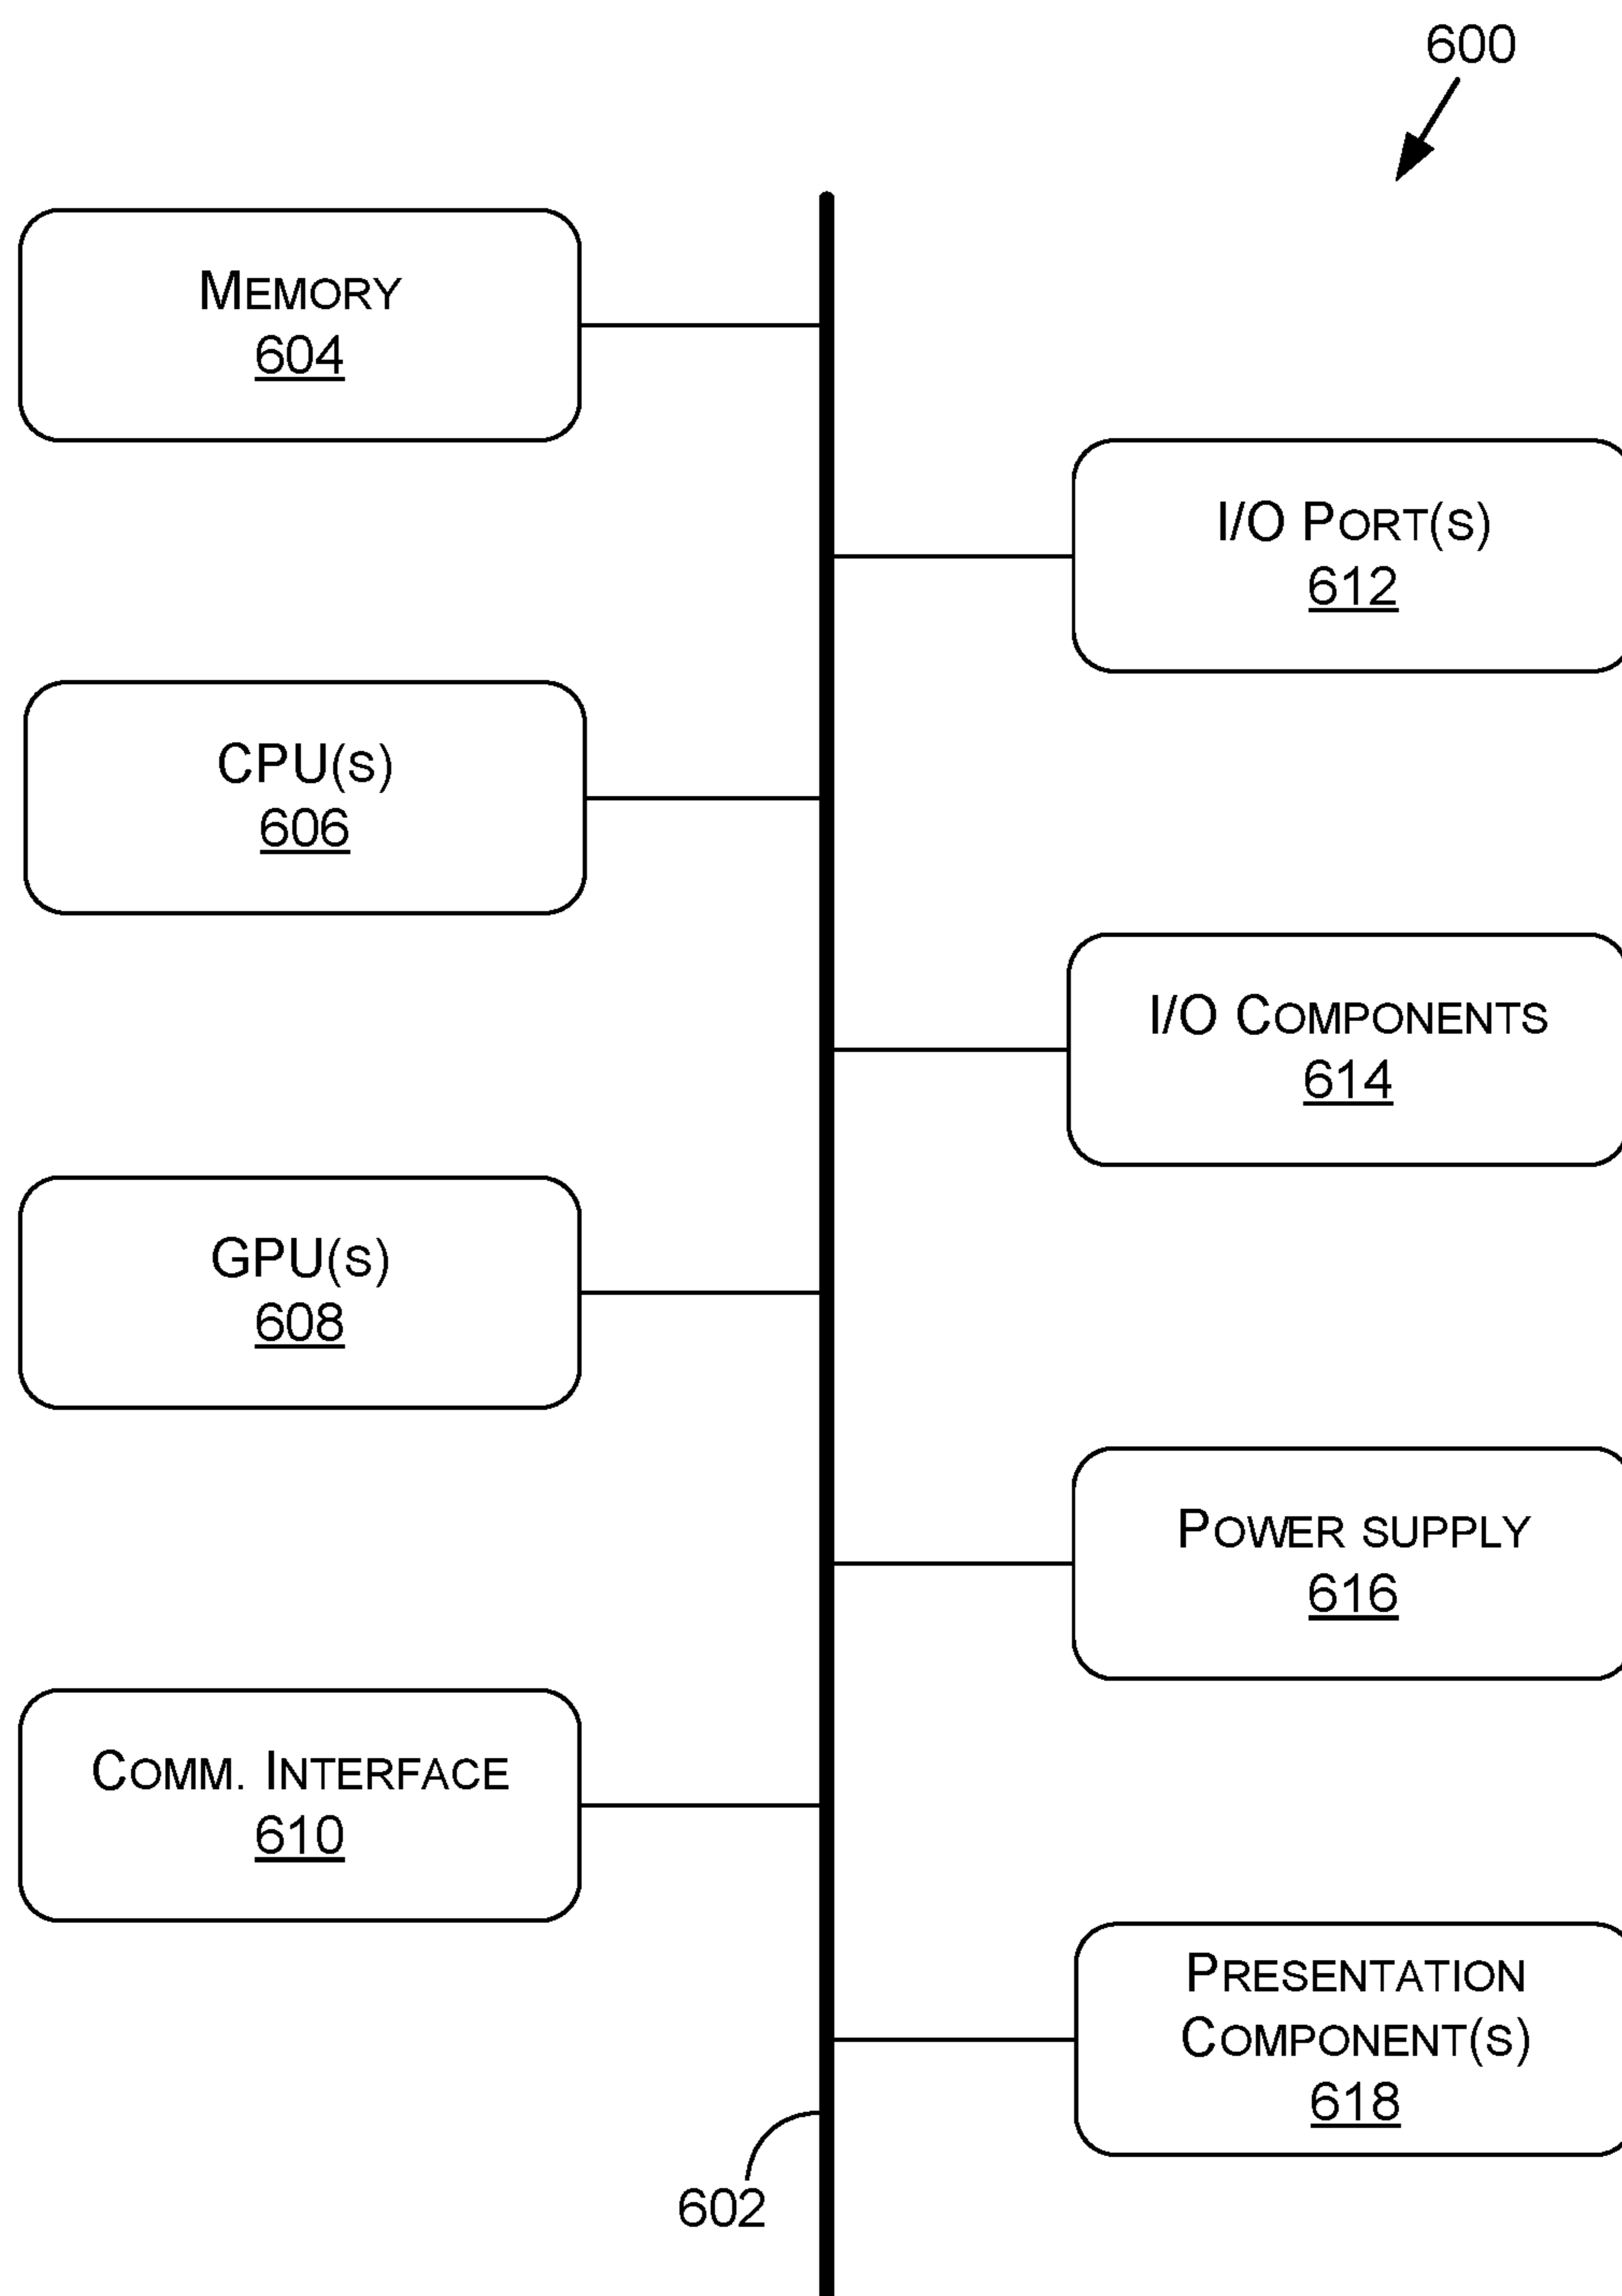 600
Memory
604
I/O Port(s)
612
CPU(s)
606
I/O Components
614
GPU(s)
608
Power supply
616
Comm. Interface
610
Presentation
Component(s)
618
602